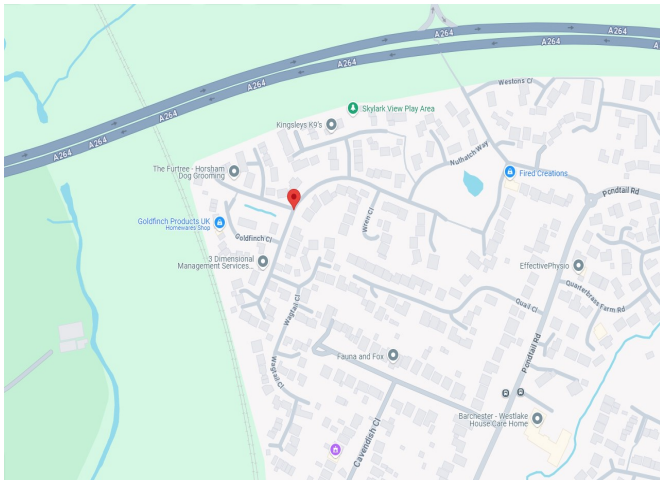 A264
A264
A264
A264
A264
A264
A264
A264
Westons Cl
Skylark View Play Area
Kingsleys K9's
Nuthatch Way
The Furtree - Horsham
Dog Grooming
Fired Creations
Pondtail Rd
Goldfinch Products UK
Homewares Shop
Wren Cl
Goldfinch Cl
3 Dimensional
Management Services...
EffectivePhysio
Quarterbrass Farm Rd
Wagtail Cl
Quail Cl
Pondtail Rd
Fauna and Fox
Wagtail Cl
Barchester - Westlake
House Care Home
Cavendish Cl